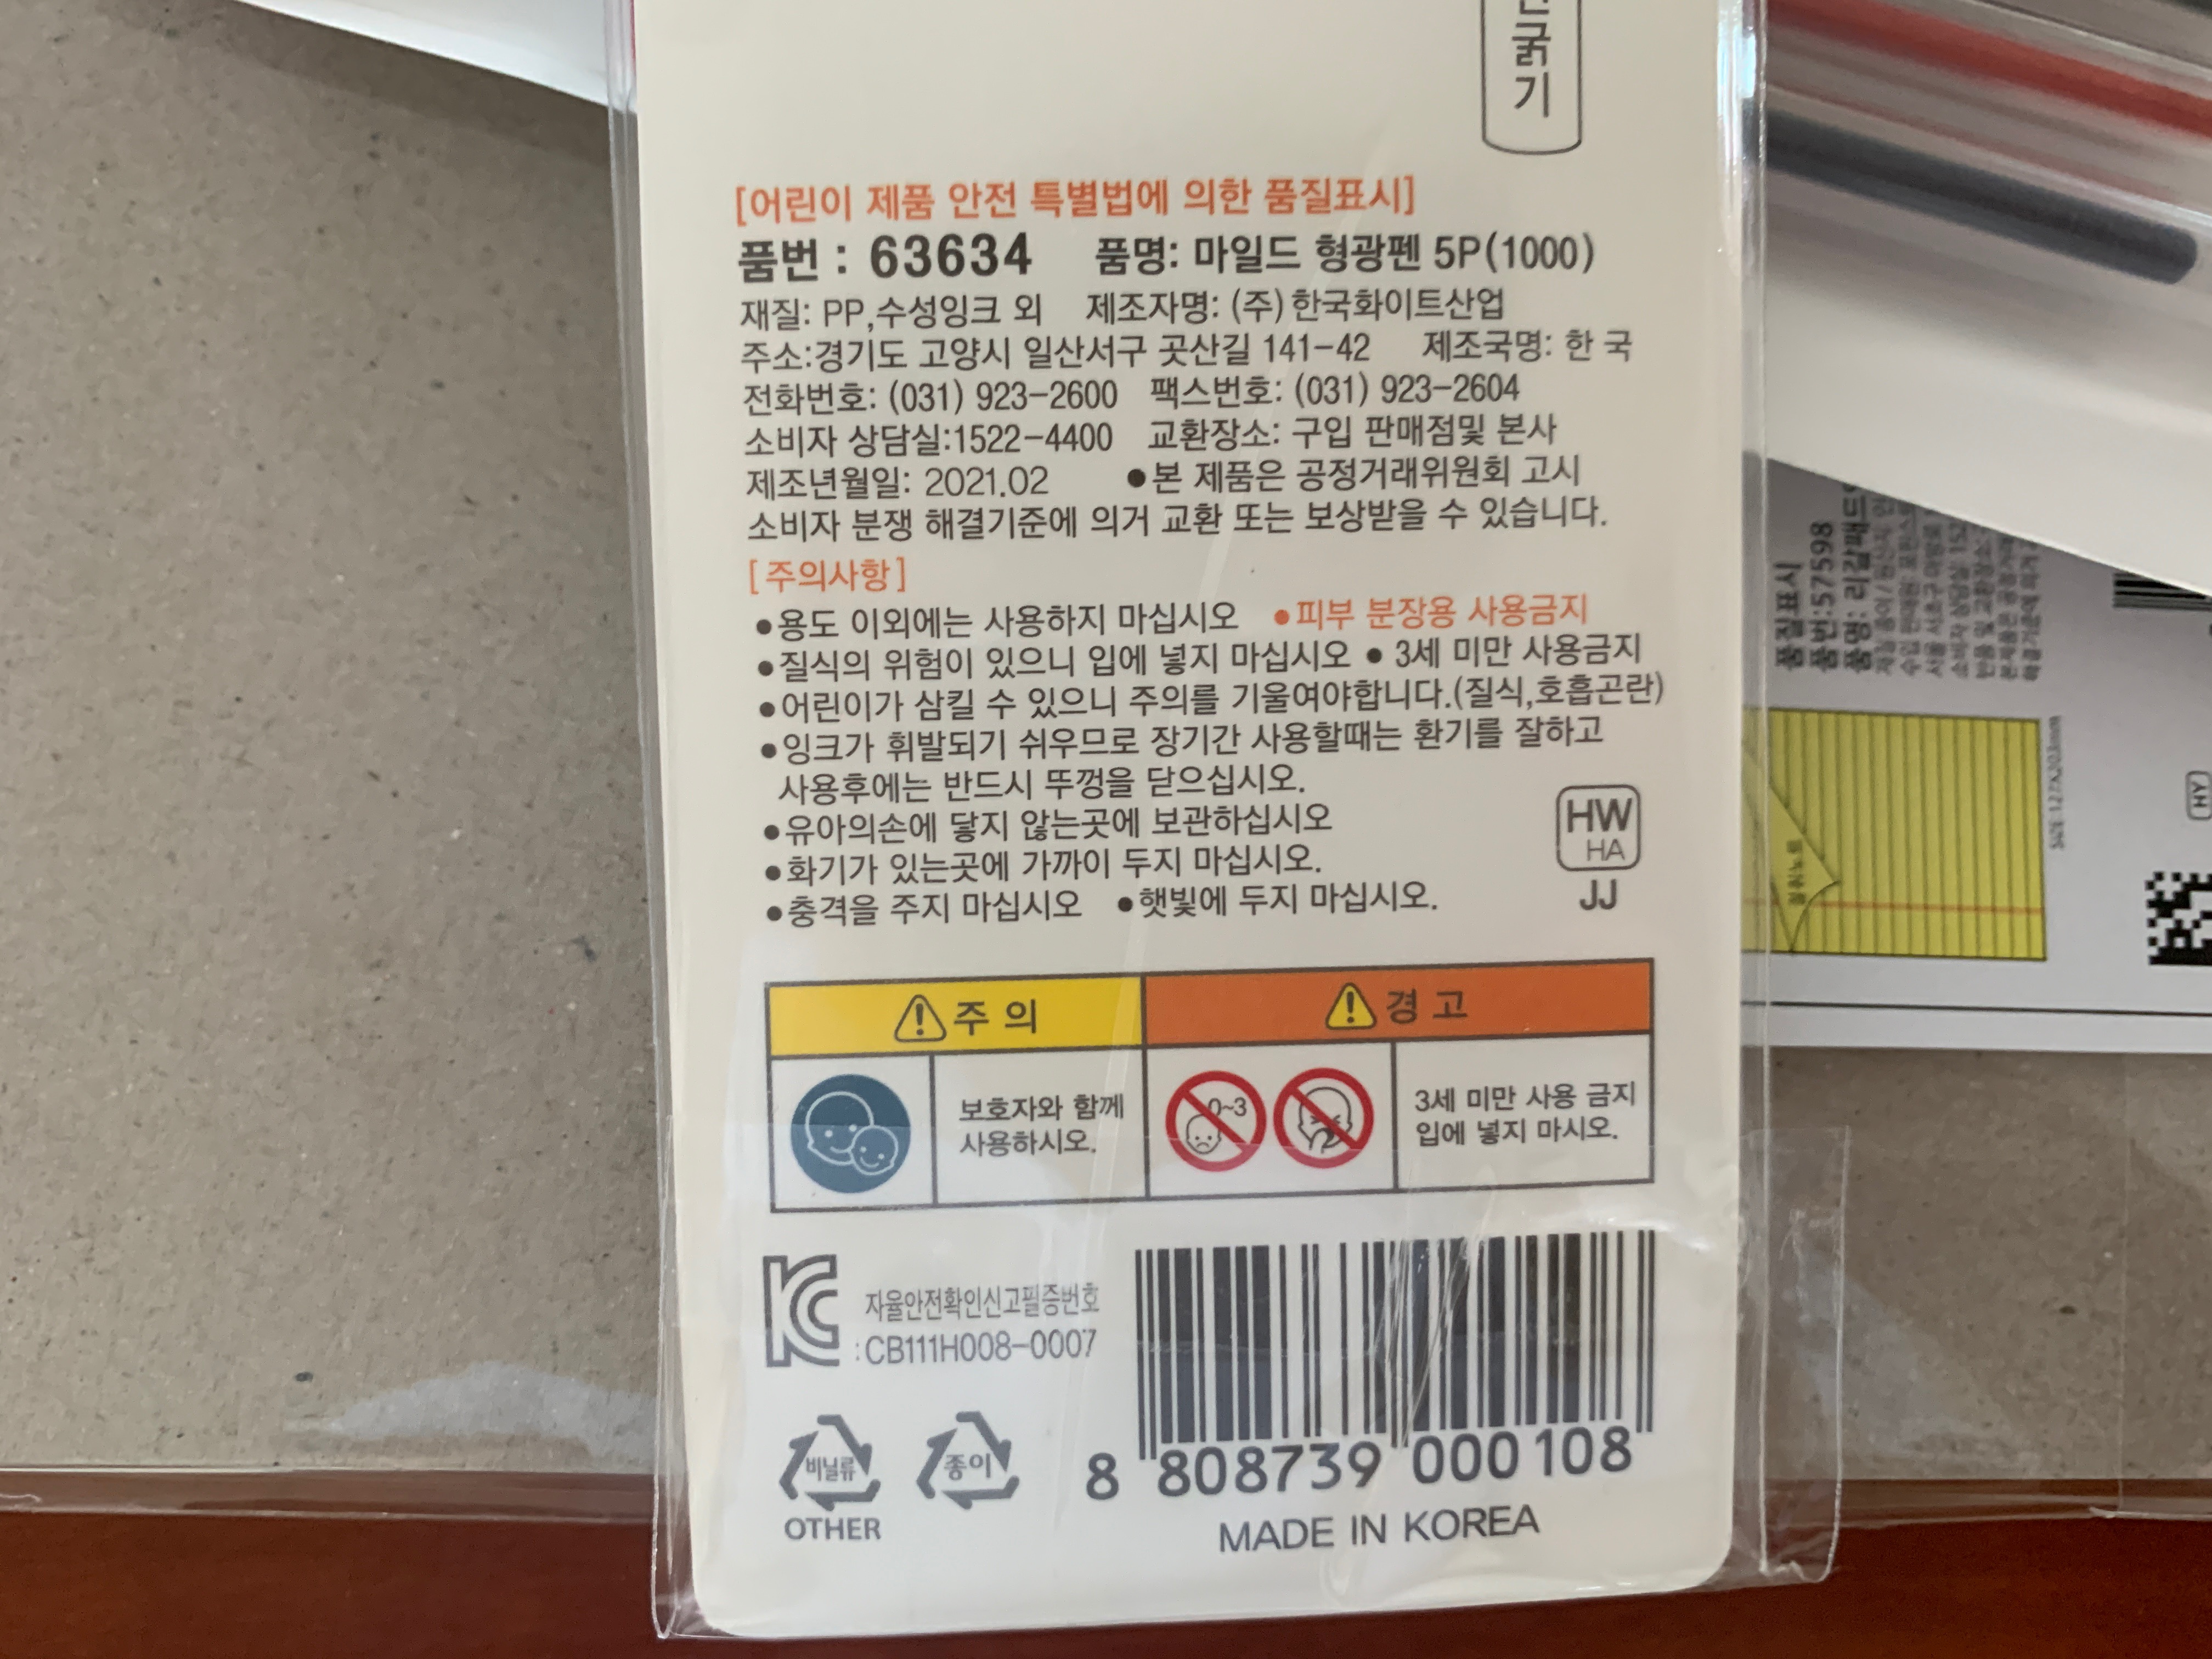 굵기
[어린이 제품 안전 특별법에 의한 품질표시]
품번 : 63634 품명: 마일드 형광펜 5P(1000)
재질: PP,수성잉크 외 제조자명: (주)한국화이트산업
주소:경기도 고양시 일산서구 곳산길 141-42 제조국명: 한 국
전화번호: (031) 923-2600 팩스번호: (031) 923-2604
소비자 상담실:1522-4400 교환장소: 구입 판매점및 본사
제조년월일: 2021.02 ●본 제품은 공정거래위원회 고시
소비자 분쟁 해결기준에 의거 교환 또는 보상받을 수 있습니다.
[주의사항]
●용도 이외에는 사용하지 마십시오 ●피부 분장용 사용금지
●질식의 위험이 있으니 입에 넣지 마십시오 ● 3세 미만 사용금지
●어린이가 삼킬 수 있으니 주의를 기울여야합니다.(질식,호흡곤란)
●잉크가 휘발되기 쉬우므로 장기간 사용할때는 환기를 잘하고
사용후에는 반드시 뚜껑을 닫으십시오.
●유아의손에 닿지 않는곳에 보관하십시오
●화기가 있는곳에 가까이 두지 마십시오.
●충격을 주지 마십시오 ●햇빛에 두지 마십시오.
HW
HA
JJ
주 의
경 고
보호자와 함께
사용하시오.
0~3
3세 미만 사용 금지
입에 넣지 마시오.
자율안전확인신고필증번호
:CB111H008-0007
비닐류
OTHER
종이
8 808739 000108
MADE IN KOREA
품질표시
품번:57598
품명: 리갈패드
SIZE:127X203mm
HY